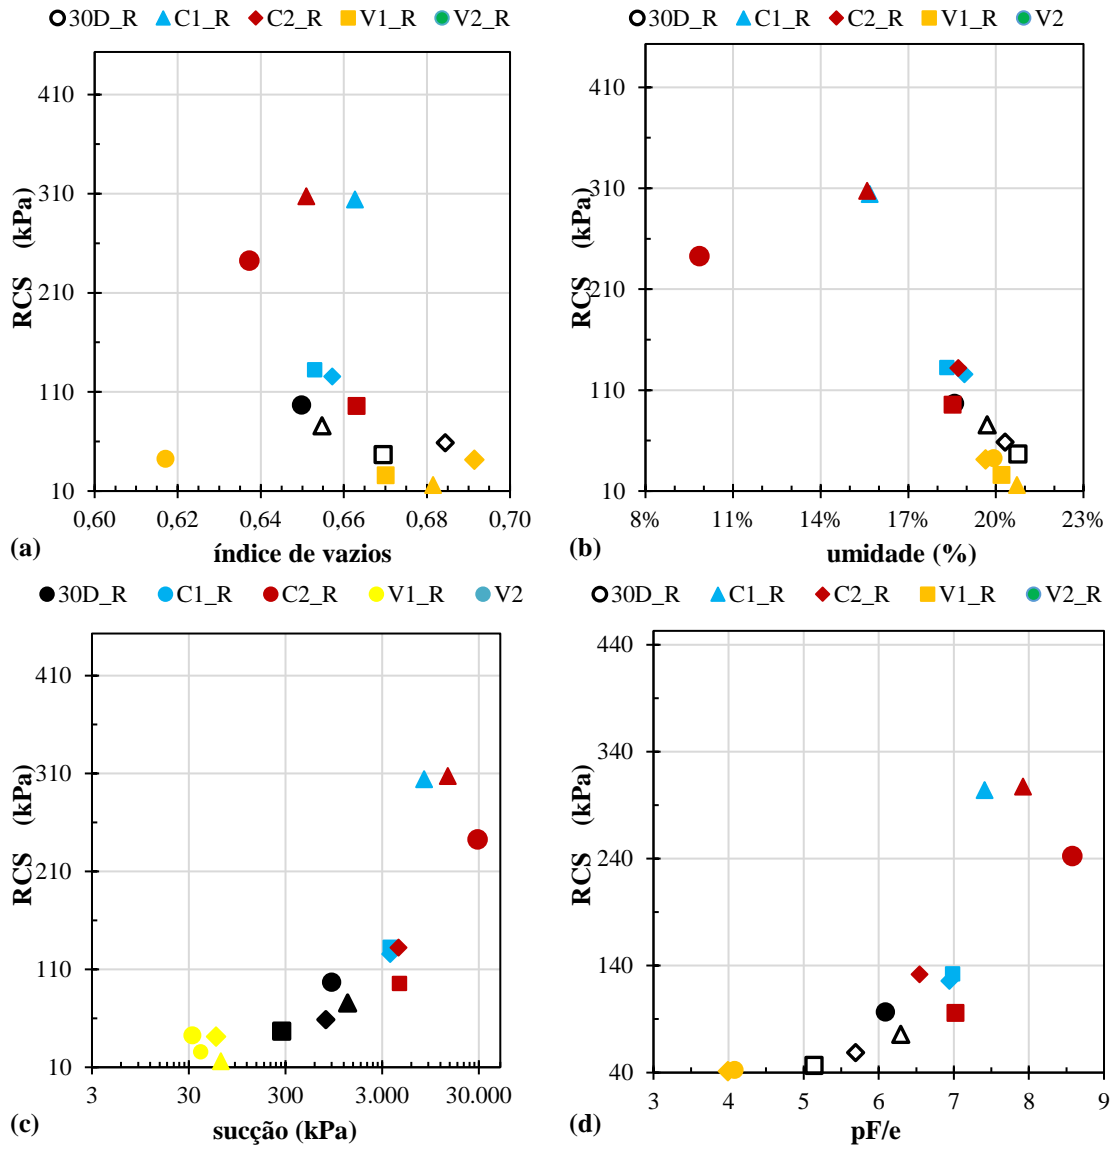 30D_R C1_R C2_R V1_R V2_R
410
310
210
110
10
RCS (kPa)
0,60 0,62 0,64 0,66 0,68 0,70
(a) índice de vazios
30D_R C1_R C2_R V1_R V2
410
310
210
110
10
RCS (kPa)
8% 11% 14% 17% 20% 23%
(b) umidade (%)
30D_R C1_R C2_R V1_R V2
410
310
210
110
10
RCS (kPa)
3 30 300 3.000 30.000
(c) sucção (kPa)
30D_R C1_R C2_R V1_R V2_R
440
340
240
140
40
RCS (kPa)
3 4 5 6 7 8 9
(d) pF/e